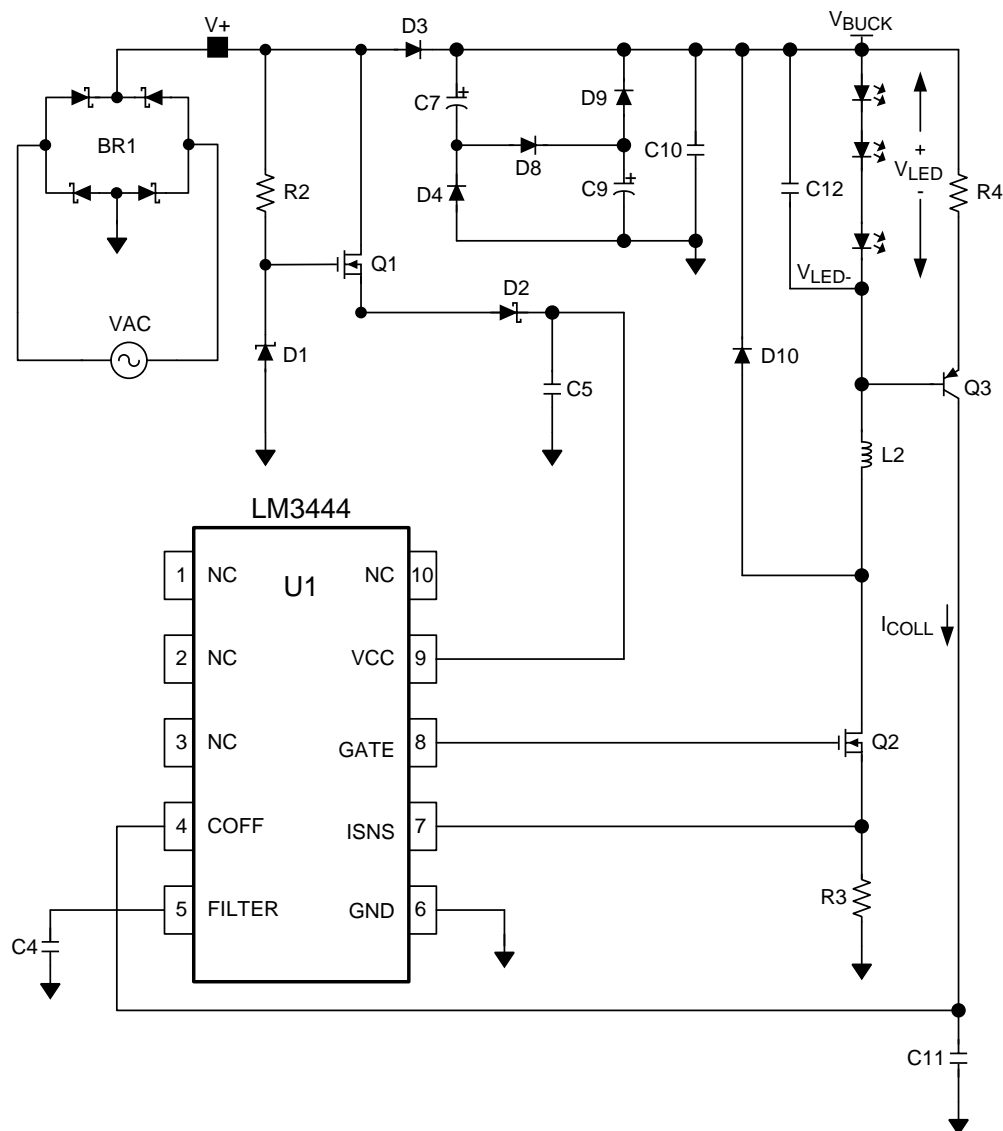 V+
D3
VBUCK
BR1
R2
C7
D9
D8
C10
D4
C9
C12
+
VLED
-
R4
Q1
VLED-
VAC
D1
D2
C5
D10
Q3
L2
LM3444
U1
1 NC
NC 10
ICOLL
2 NC
VCC 9
3 NC
GATE 8
Q2
4 COFF
ISNS 7
5 FILTER
GND 6
R3
C4
C11
+
+